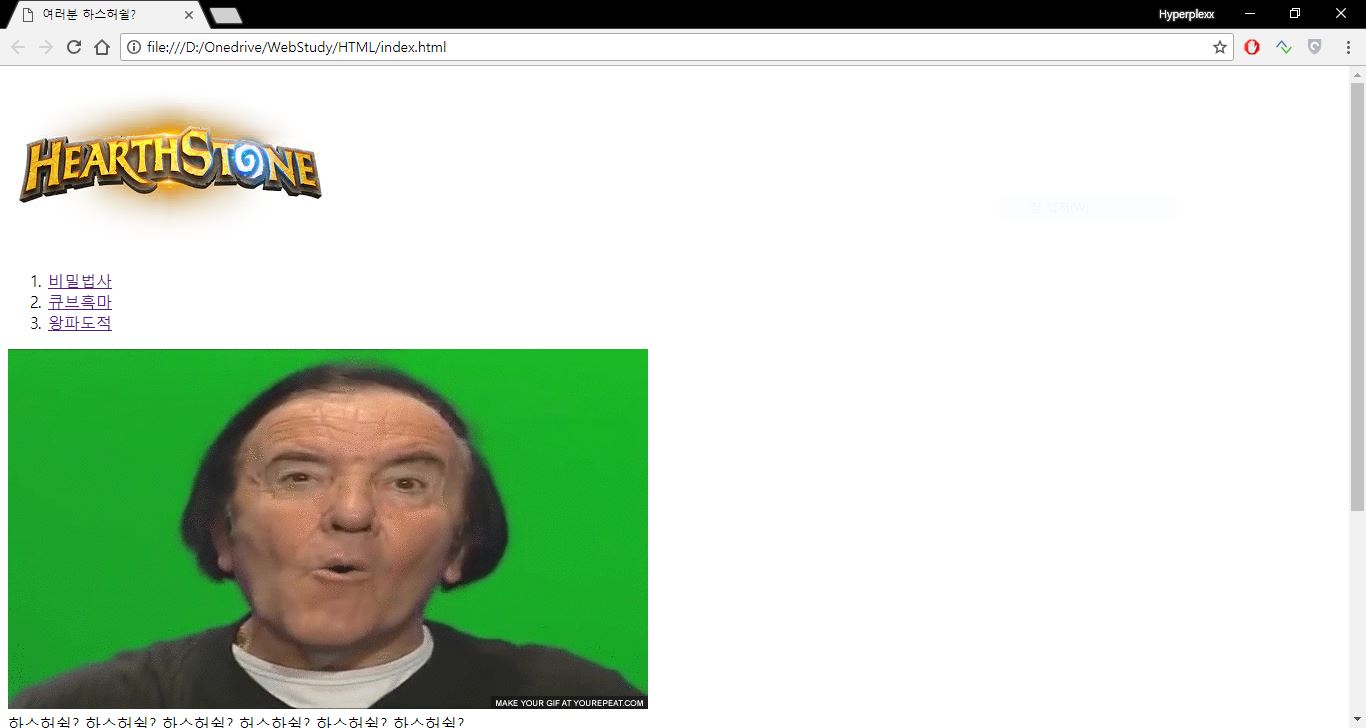 여러분 하스허쉴?
Hyperplexx
file:///D:/Onedrive/WebStudy/HTML/index.html
HEARTHSTONE
1. 비밀법사
2. 큐브흑마
3. 왕파도적
MAKE YOUR GIF AT YOUREPEAT.COM
하스허쉴? 하스허쉴? 하스허쉴? 허스하쉴? 하스허쉴? 하스허쉴?